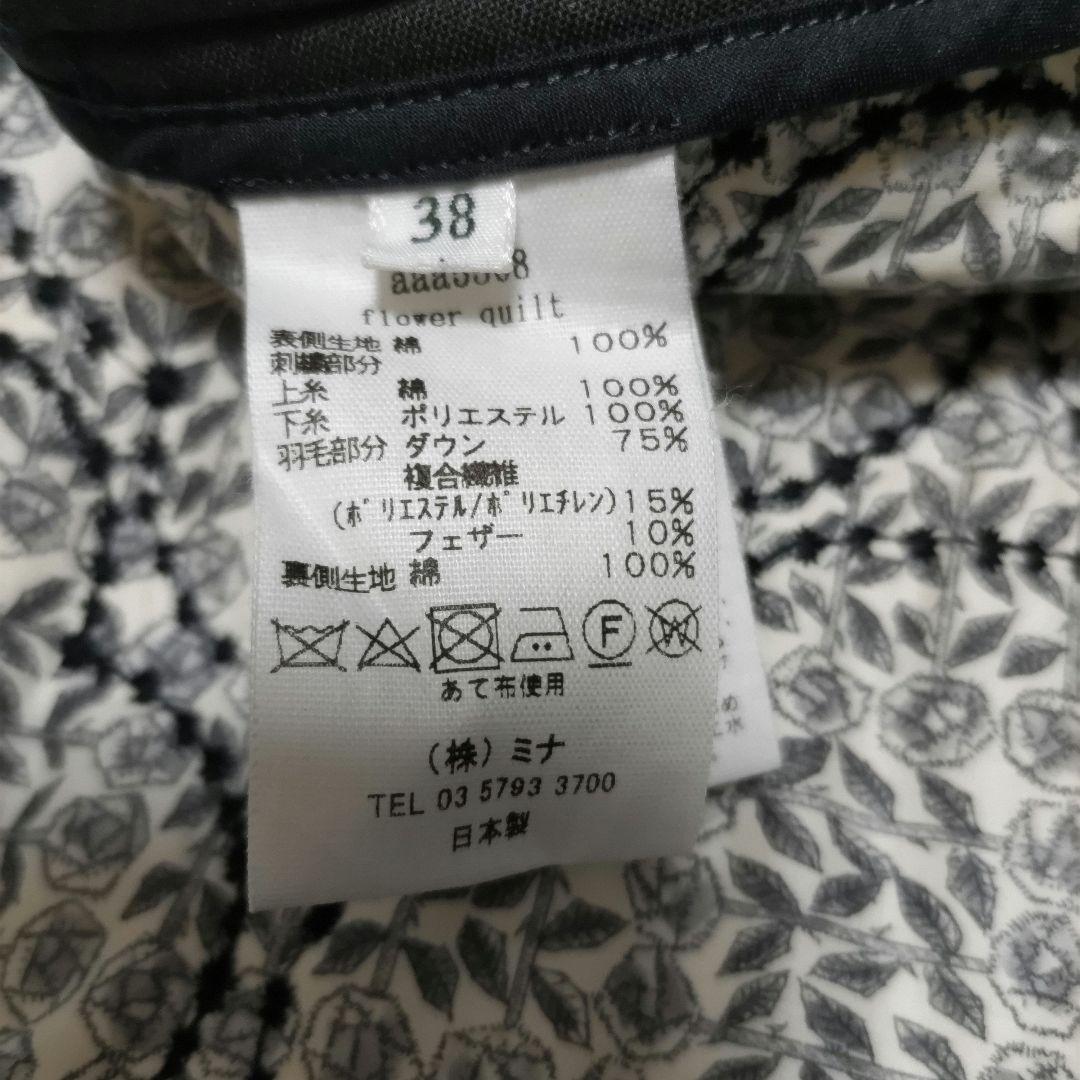 38
flower quilt
裏側生地 綿 100%
刺繍部分
上糸 綿 100%
下糸 ポリエステル 100%
羽毛部分 ダウン 75%
複合繊維
(ポリエステル/ポリエチレン) 15%
フェザー 10%
裏側生地 綿 100%
F W
あて布使用
(株)ミナ
TEL 03 5793 3700
日本製
め
水